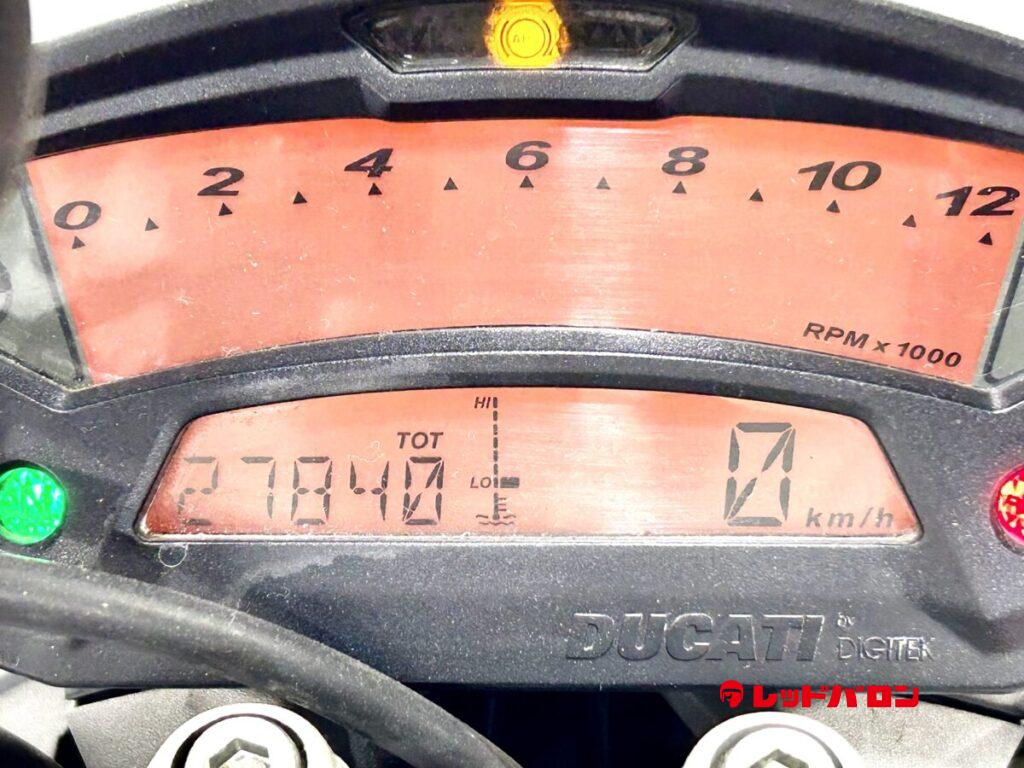 0 2 4 6 8 10 12
RPM x 1000
HI
TOT
27840
LO
0 km/h
DUCATI by DIGITEK
レッドバロン